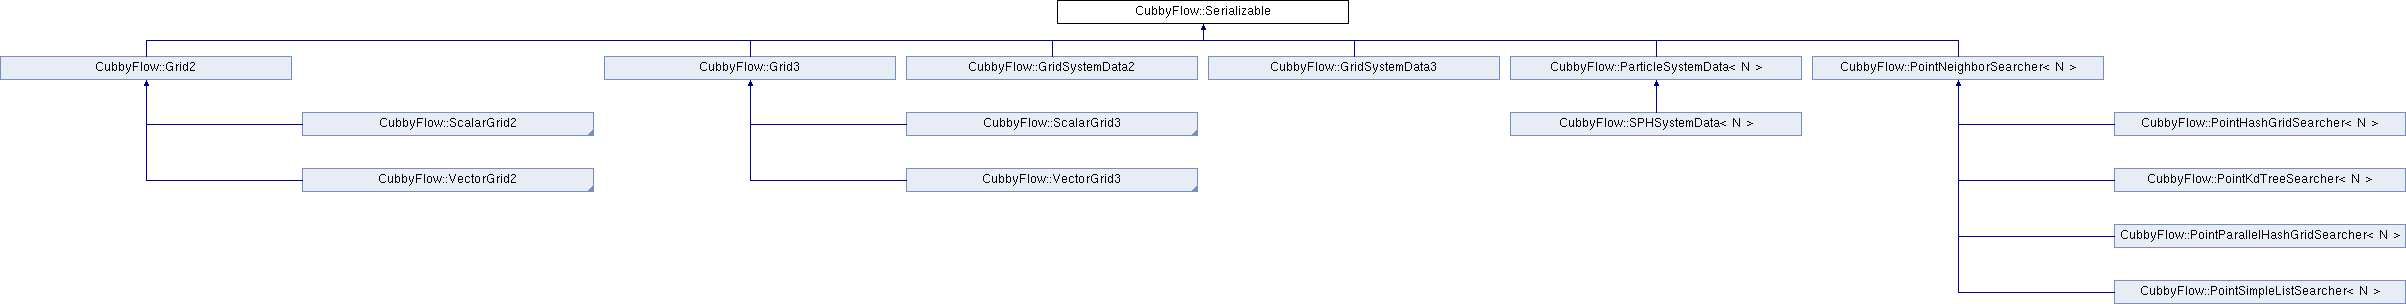 CubbyFlow::Serializable
CubbyFlow::Grid2
CubbyFlow::Grid3
CubbyFlow::GridSystemData2
CubbyFlow::GridSystemData3
CubbyFlow::ParticleSystemData< N >
CubbyFlow::PointNeighborSearcher< N >
CubbyFlow::ScalarGrid2
CubbyFlow::ScalarGrid3
CubbyFlow::SPHSystemData< N >
CubbyFlow::PointHashGridSearcher< N >
CubbyFlow::VectorGrid2
CubbyFlow::VectorGrid3
CubbyFlow::PointKdTreeSearcher< N >
CubbyFlow::PointParallelHashGridSearcher< N >
CubbyFlow::PointSimpleListSearcher< N >